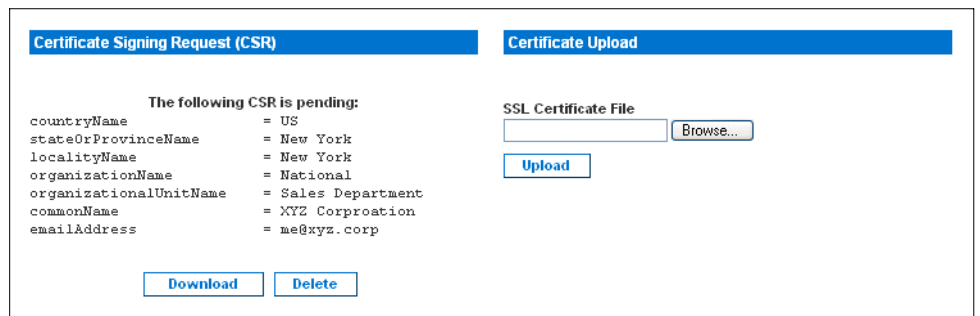 Certificate Signing Request (CSR)
The following CSR is pending:
countryName = US
stateOrProvinceName = New York
localityName = New York
organizationName = National
organizationalUnitName = Sales Department
commonName = XYZ Corproation
emailAddress = me@xyz.corp
Download Delete
Certificate Upload
SSL Certificate File
Browse...
Upload